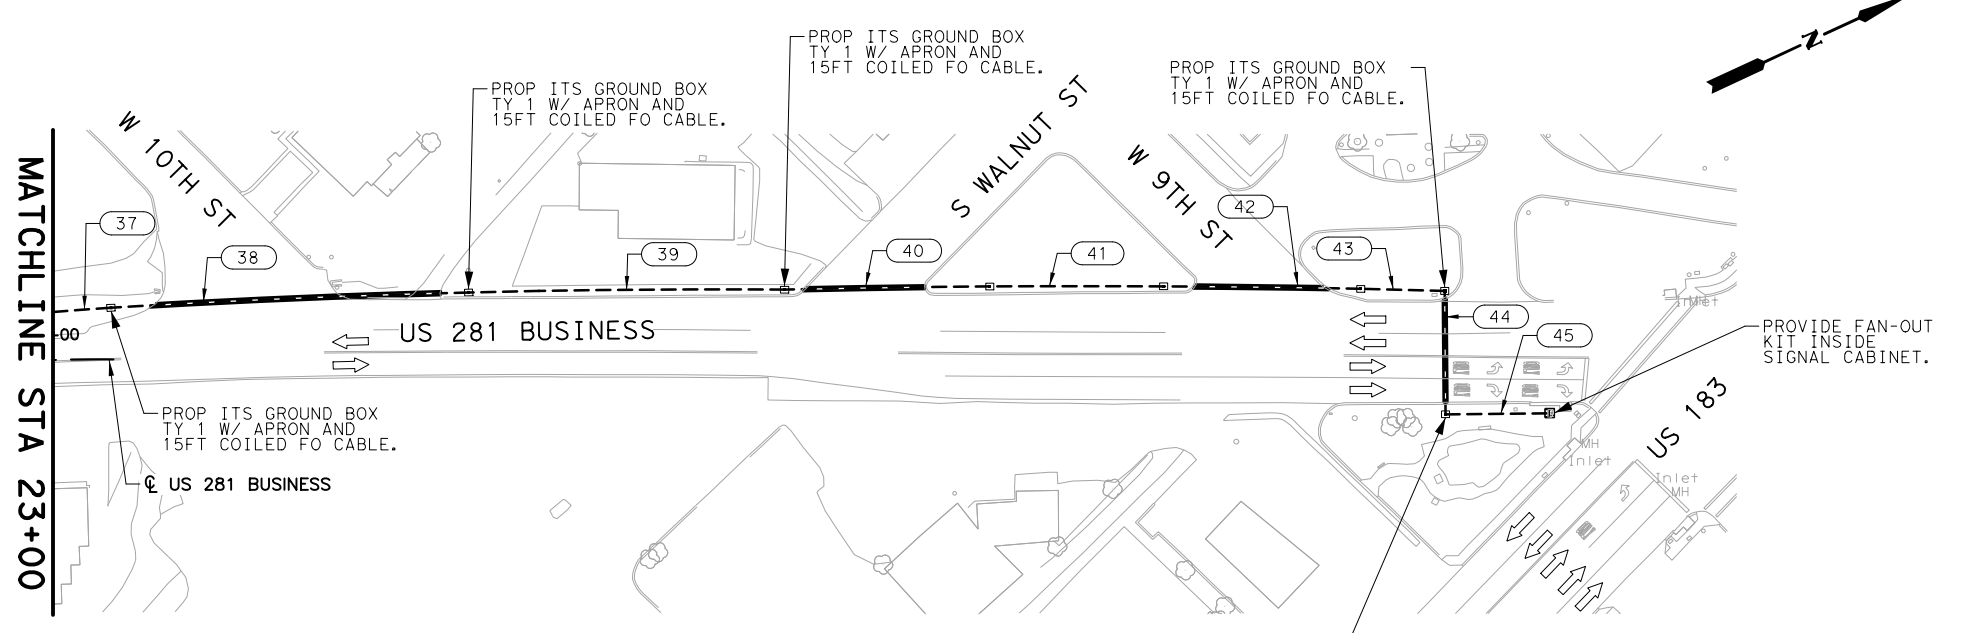 PROP ITS GROUND BOX
TY 1 W/ APRON AND
15FT COILED FO CABLE.
PROP ITS GROUND BOX
TY 1 W/ APRON AND
15FT COILED FO CABLE.
PROP ITS GROUND BOX
TY 1 W/ APRON AND
15FT COILED FO CABLE.
N
W 10TH ST
S WALNUT ST
W 9TH ST
MATCHLINE STA 23+00
37
38
39
40
41
42
43
44
45
-00
US 281 BUSINESS
Inlet
PROVIDE FAN-OUT
KIT INSIDE
SIGNAL CABINET.
PROP ITS GROUND BOX
TY 1 W/ APRON AND
15FT COILED FO CABLE.
℄ US 281 BUSINESS
US 183
MH
Inlet
Inlet
MH